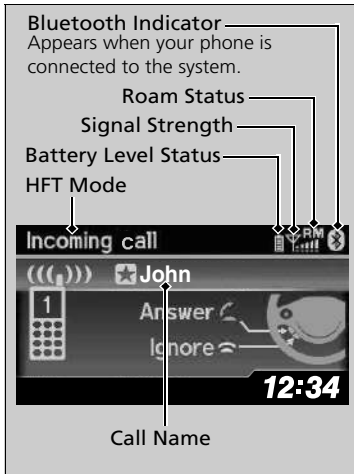 Bluetooth Indicator
Appears when your phone is
connected to the system.
Roam Status
Signal Strength
Battery Level Status
HFT Mode
Incoming call
RM
John
1
Answer
Ignore
12:34
Call Name